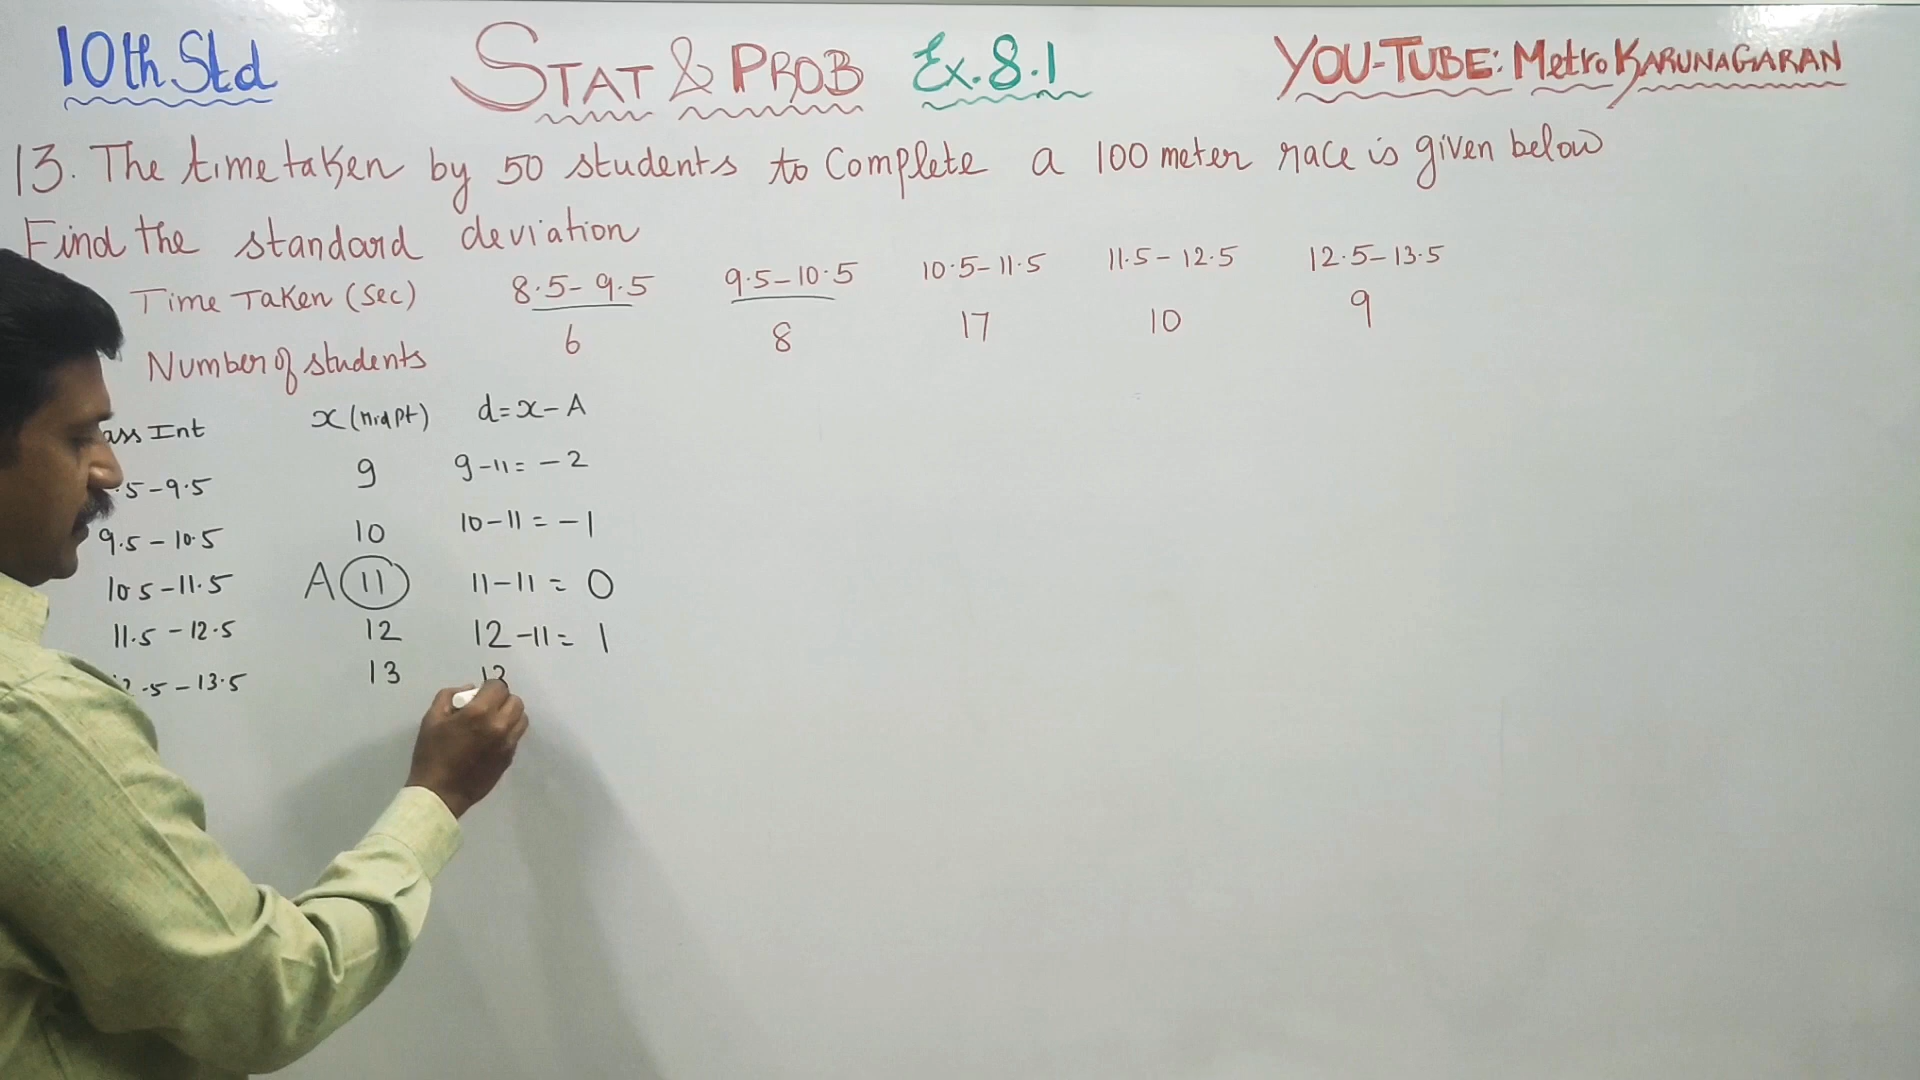 10th Std STAT & PROB Ex.8.1 YOU-TUBE: Metro KARUNAGARAN
13. The time taken by 50 students to Complete a 100 meter race is given below
Find the standard deviation
Time Taken (sec) 8.5-9.5 9.5-10.5 10.5-11.5 11.5-12.5 12.5-13.5
Number of students 6 8 17 10 9
ass Int x (mid pt) d=x-A
.5-9.5 9 9-11=-2
9.5-10.5 10 10-11=-1
10.5-11.5 A 11 11-11=0
11.5-12.5 12 12-11=1
2.5-13.5 13 13